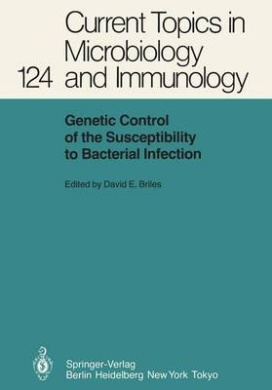 Current Topics in
Microbiology
124 and Immunology
Genetic Control
of the Susceptibility
to Bacterial Infection
Edited by David E. Briles
Springer-Verlag
Berlin Heidelberg New York Tokyo